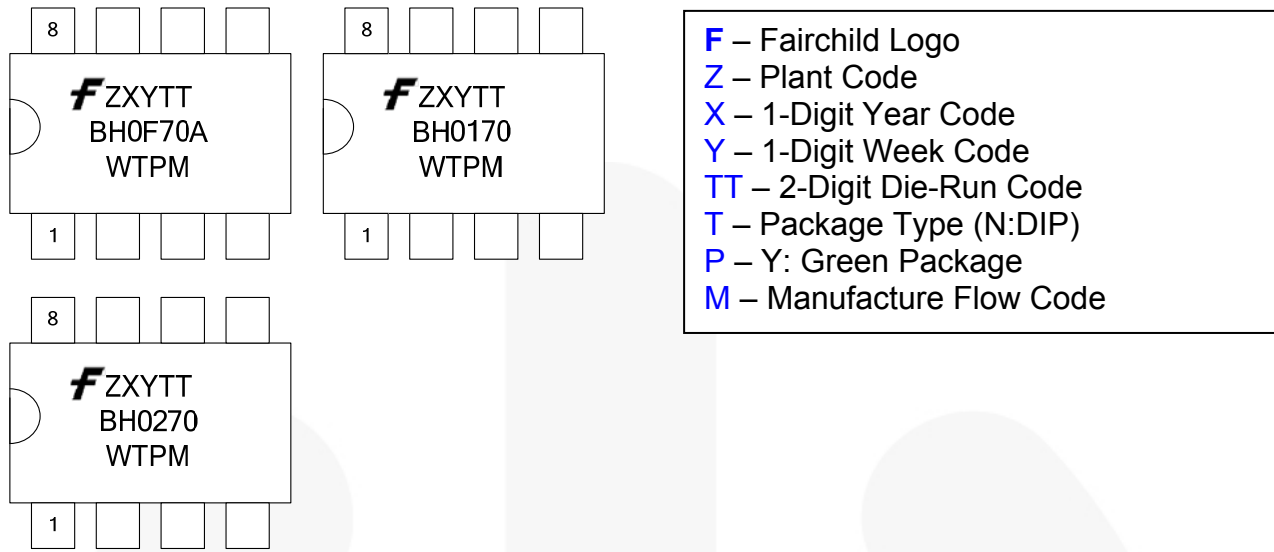 8
F ZXYTT
BH0F70A
WTPM
1
8
F ZXYTT
BH0170
WTPM
1
8
F ZXYTT
BH0270
WTPM
1
F – Fairchild Logo
Z – Plant Code
X – 1-Digit Year Code
Y – 1-Digit Week Code
TT – 2-Digit Die-Run Code
T – Package Type (N:DIP)
P – Y: Green Package
M – Manufacture Flow Code